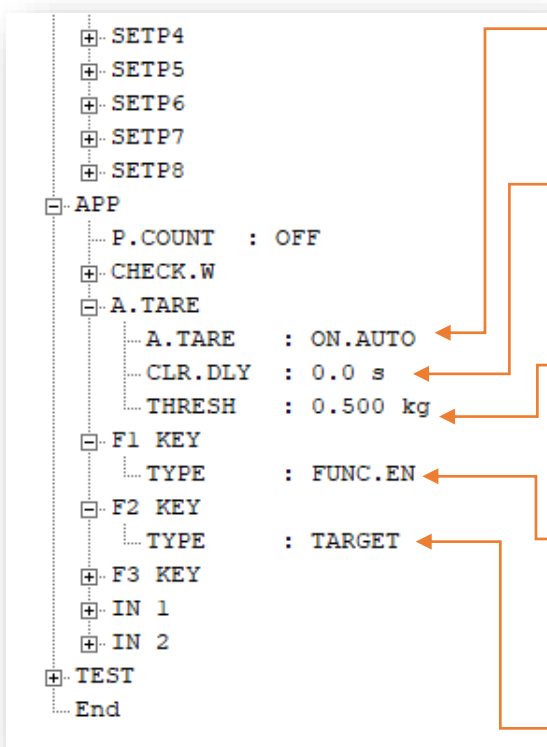 SETP4
SETP5
SETP6
SETP7
SETP8
APP
P.COUNT : OFF
CHECK.W
A.TARE
A.TARE : ON.AUTO
CLR.DLY : 0.0 s
THRESH : 0.500 kg
F1 KEY
TYPE : FUNC.EN
F2 KEY
TYPE : TARGET
F3 KEY
IN 1
IN 2
TEST
End